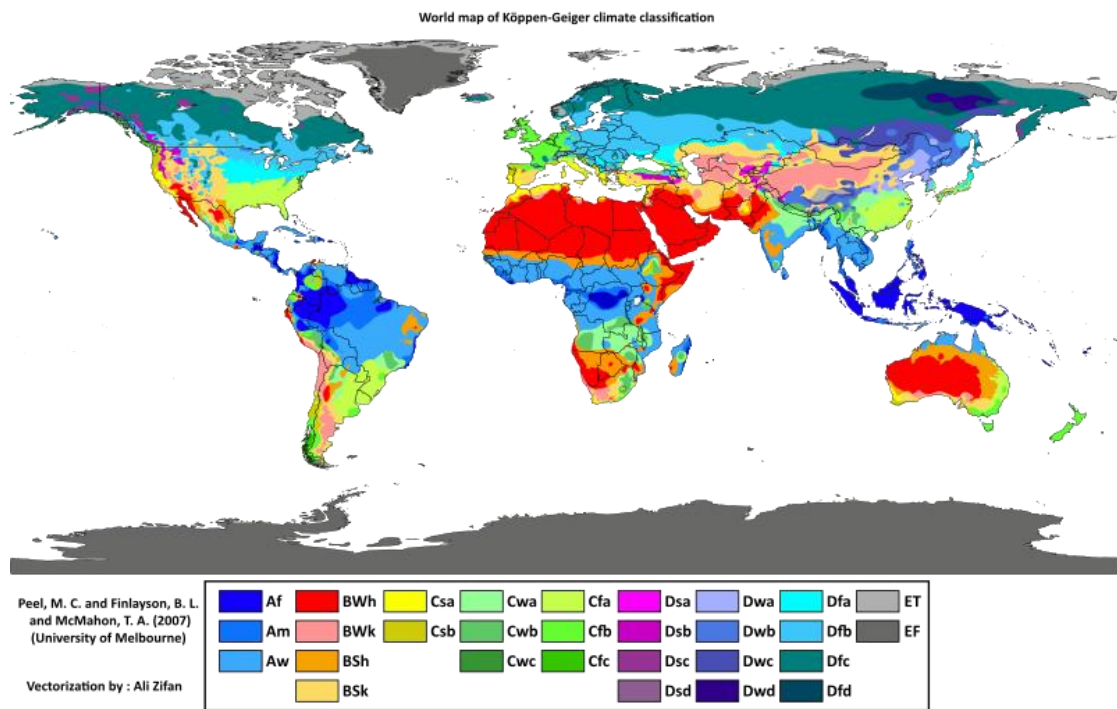 World map of Köppen-Geiger climate classification
Peel, M. C. and Finlayson, B. L.
and McMahon, T. A. (2007)
(University of Melbourne)
Vectorization by : Ali Zifan
Af BWh Csa Cwa Cfa Dsa Dwa Dfa ET
Am BWk Csb Cwb Cfb Dsb Dwb Dfb EF
Aw BSh Cwc Cfc Dsc Dwc Dfc
BSk Dsd Dwd Dfd